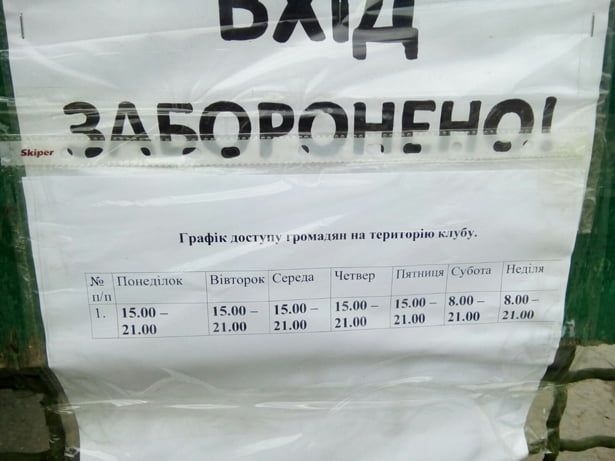 ВХІД
ЗАБОРОНЕНО!
Skiper
Графік доступу громадян на територію клубу.
№ п/п Понеділок Вівторок Середа Четвер Пятниця Субота Неділя
1. 15.00 – 21.00 15.00 – 21.00 15.00 – 21.00 15.00 – 21.00 15.00 – 21.00 8.00 – 21.00 8.00 – 21.00